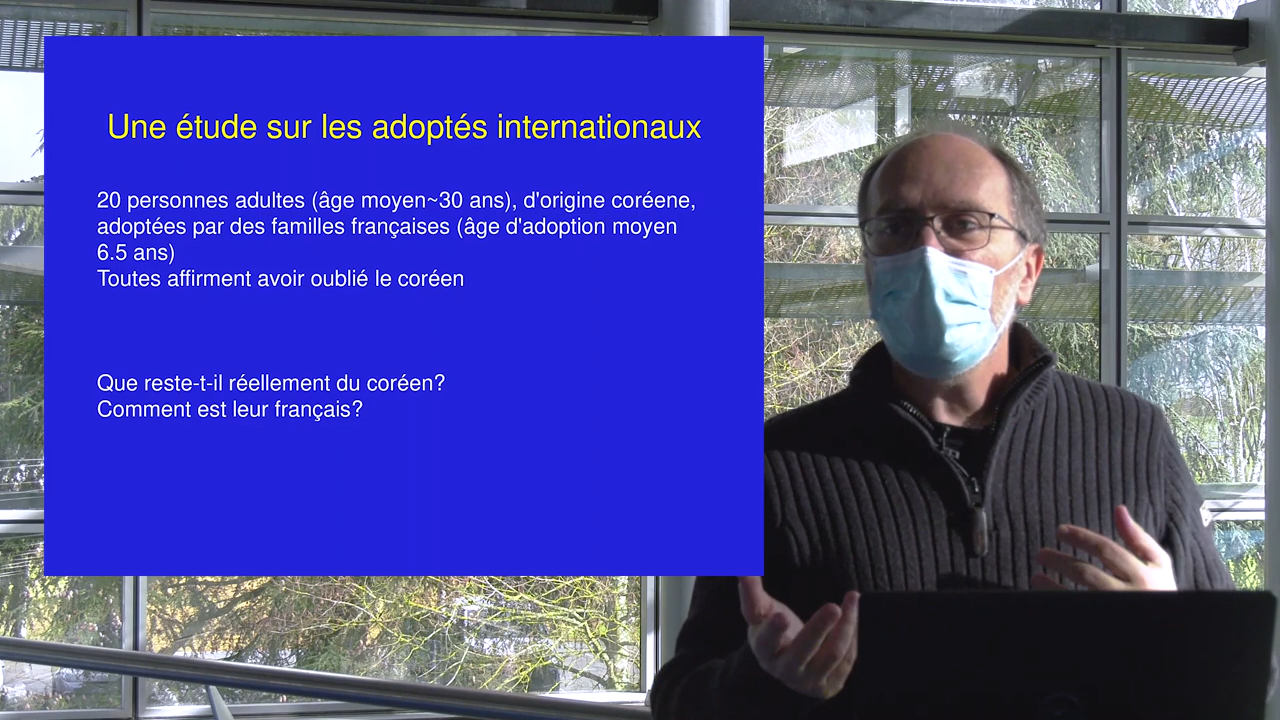 Une étude sur les adoptés internationaux
20 personnes adultes (âge moyen~30 ans), d'origine coréene,
adoptées par des familles françaises (âge d'adoption moyen
6.5 ans)
Toutes affirment avoir oublié le coréen
Que reste-t-il réellement du coréen?
Comment est leur français?